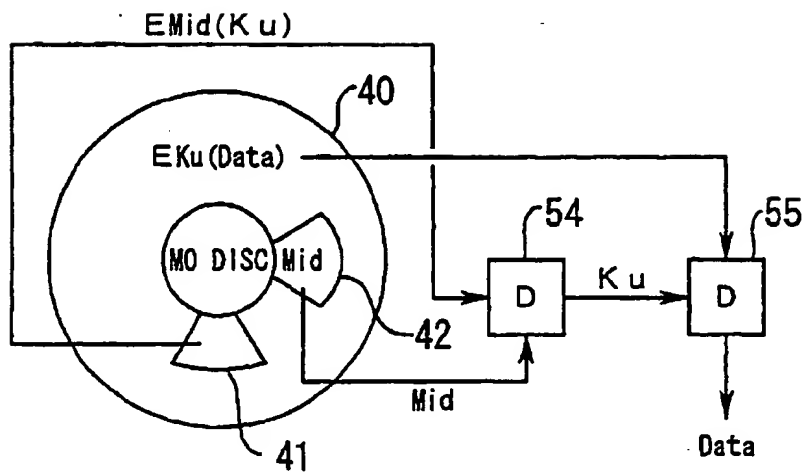 EMid(Ku)
40
EKu(Data)
54
55
MO DISC
Mid
D
Ku
D
42
Mid
41
Data